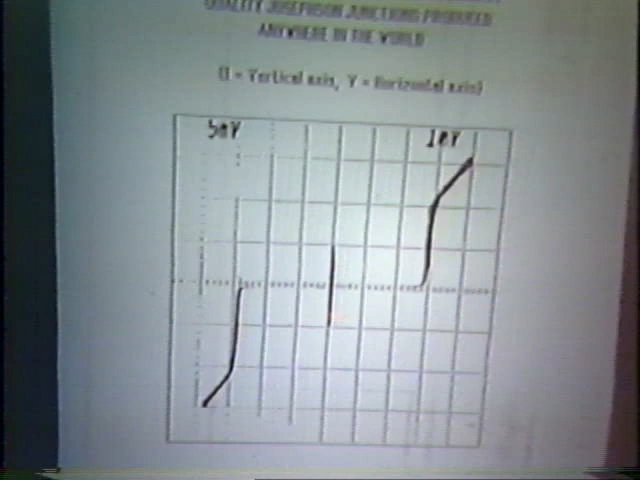 QUALITY JOSEPHSON JUNCTIONS PRODUCED
ANYWHERE IN THE WORLD
(I = Vertical axis, V = Horizontal axis)
5mV 1mV